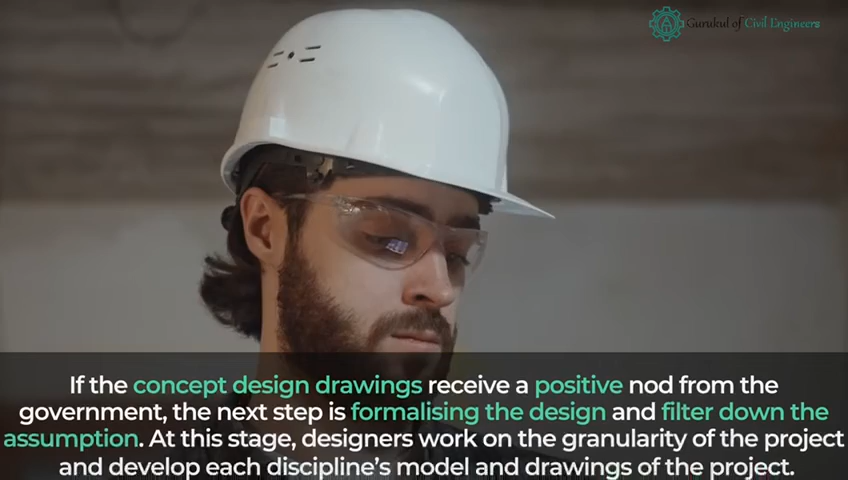 Gurukul of Civil Engineers
If the concept design drawings receive a positive nod from the
government, the next step is formalising the design and filter down the
assumption. At this stage, designers work on the granularity of the project
and develop each discipline's model and drawings of the project.